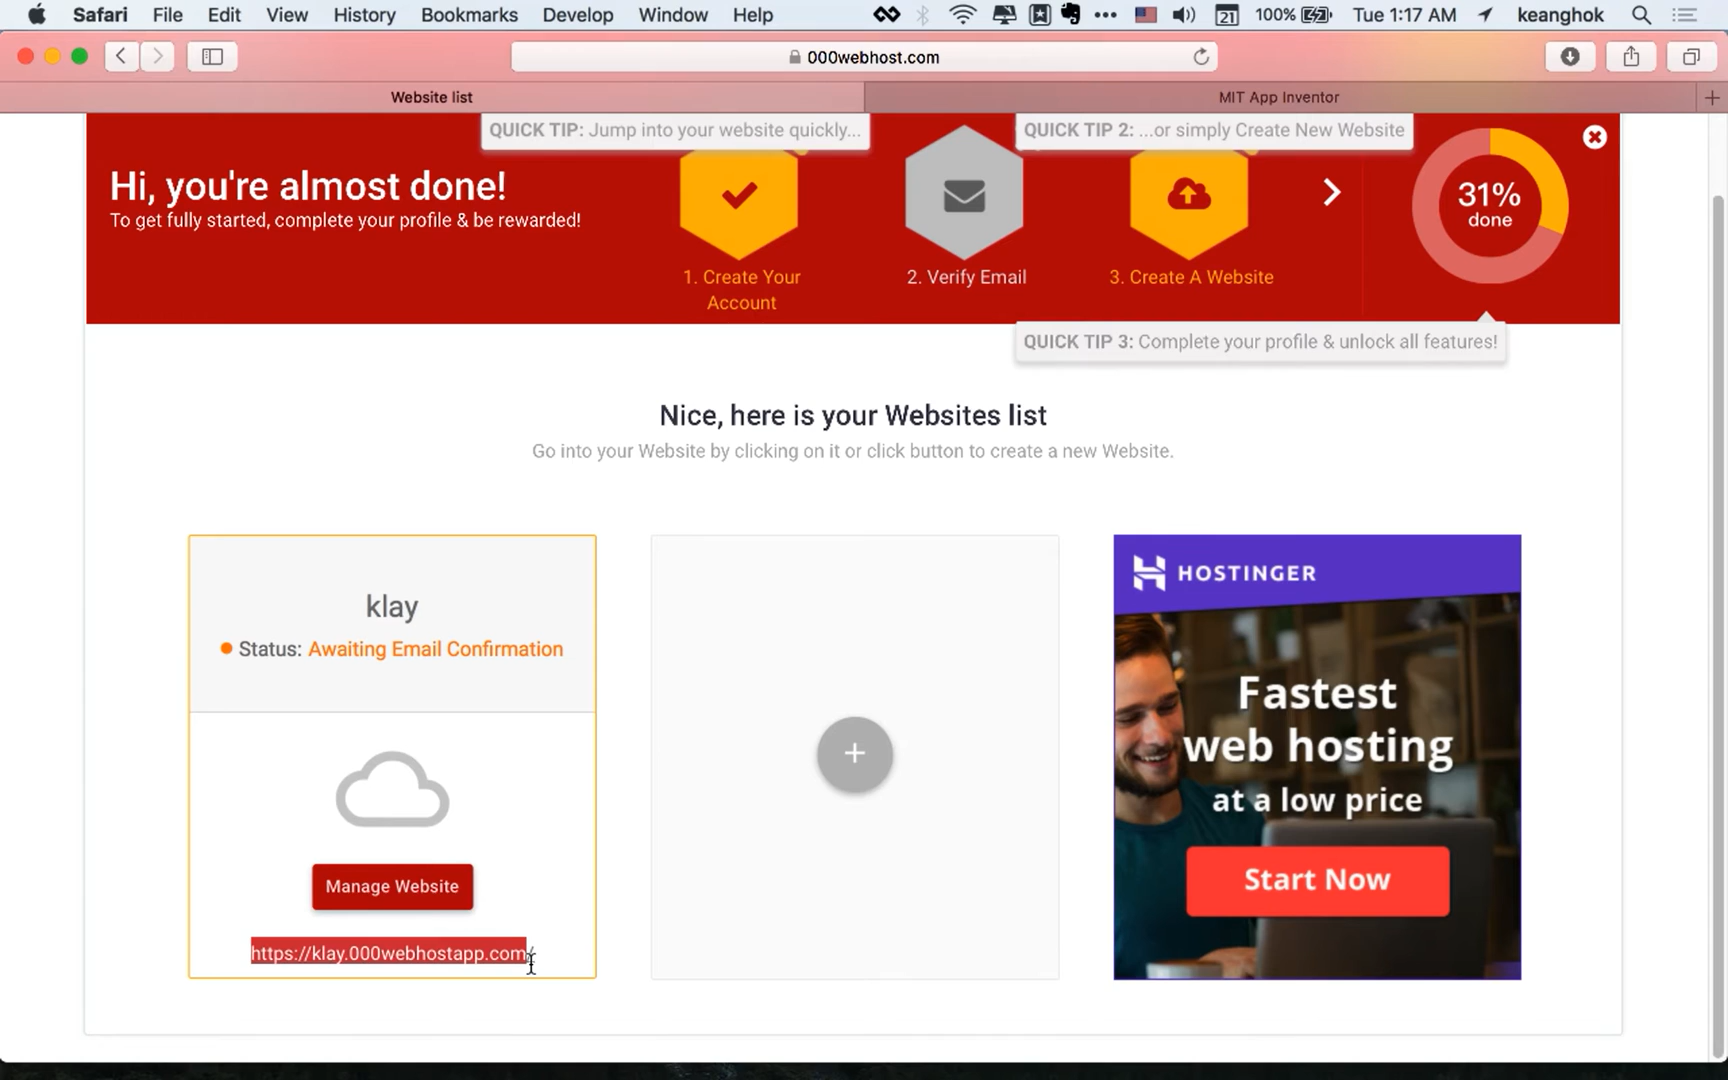 Safari File Edit View History Bookmarks Develop Window Help 21 100% Tue 1:17 AM keanghok
000webhost.com
Website list MIT App Inventor
QUICK TIP: Jump into your website quickly... QUICK TIP 2: ...or simply Create New Website
Hi, you're almost done!
To get fully started, complete your profile & be rewarded!
1. Create Your
Account
2. Verify Email
3. Create A Website
31%
done
QUICK TIP 3: Complete your profile & unlock all features!
Nice, here is your Websites list
Go into your Website by clicking on it or click button to create a new Website.
klay
Status: Awaiting Email Confirmation
Manage Website
https://klay.000webhostapp.com/
HOSTINGER
Fastest
web hosting
at a low price
Start Now